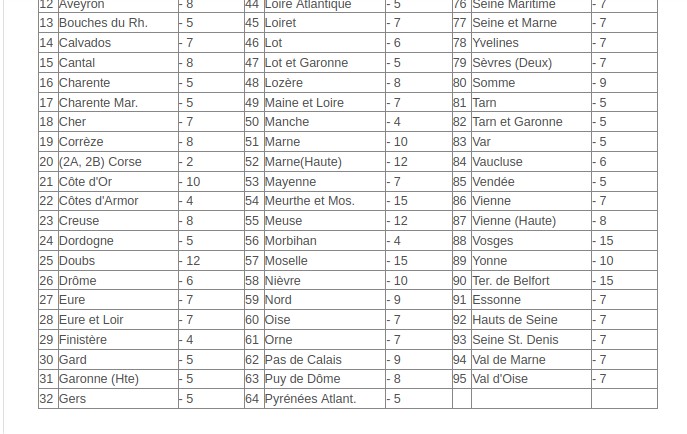 12 Aveyron - 8 44 Loire Atlantique - 5 76 Seine Maritime - 7
13 Bouches du Rh. - 5 45 Loiret - 7 77 Seine et Marne - 7
14 Calvados - 7 46 Lot - 6 78 Yvelines - 7
15 Cantal - 8 47 Lot et Garonne - 5 79 Sèvres (Deux) - 7
16 Charente - 5 48 Lozère - 8 80 Somme - 9
17 Charente Mar. - 5 49 Maine et Loire - 7 81 Tarn - 5
18 Cher - 7 50 Manche - 4 82 Tarn et Garonne - 5
19 Corrèze - 8 51 Marne - 10 83 Var - 5
20 (2A, 2B) Corse - 2 52 Marne(Haute) - 12 84 Vaucluse - 6
21 Côte d'Or - 10 53 Mayenne - 7 85 Vendée - 5
22 Côtes d'Armor - 4 54 Meurthe et Mos. - 15 86 Vienne - 7
23 Creuse - 8 55 Meuse - 12 87 Vienne (Haute) - 8
24 Dordogne - 5 56 Morbihan - 4 88 Vosges - 15
25 Doubs - 12 57 Moselle - 15 89 Yonne - 10
26 Drôme - 6 58 Nièvre - 10 90 Ter. de Belfort - 15
27 Eure - 7 59 Nord - 9 91 Essonne - 7
28 Eure et Loir - 7 60 Oise - 7 92 Hauts de Seine - 7
29 Finistère - 4 61 Orne - 7 93 Seine St. Denis - 7
30 Gard - 5 62 Pas de Calais - 9 94 Val de Marne - 7
31 Garonne (Hte) - 5 63 Puy de Dôme - 8 95 Val d'Oise - 7
32 Gers - 5 64 Pyrénées Atlant. - 5